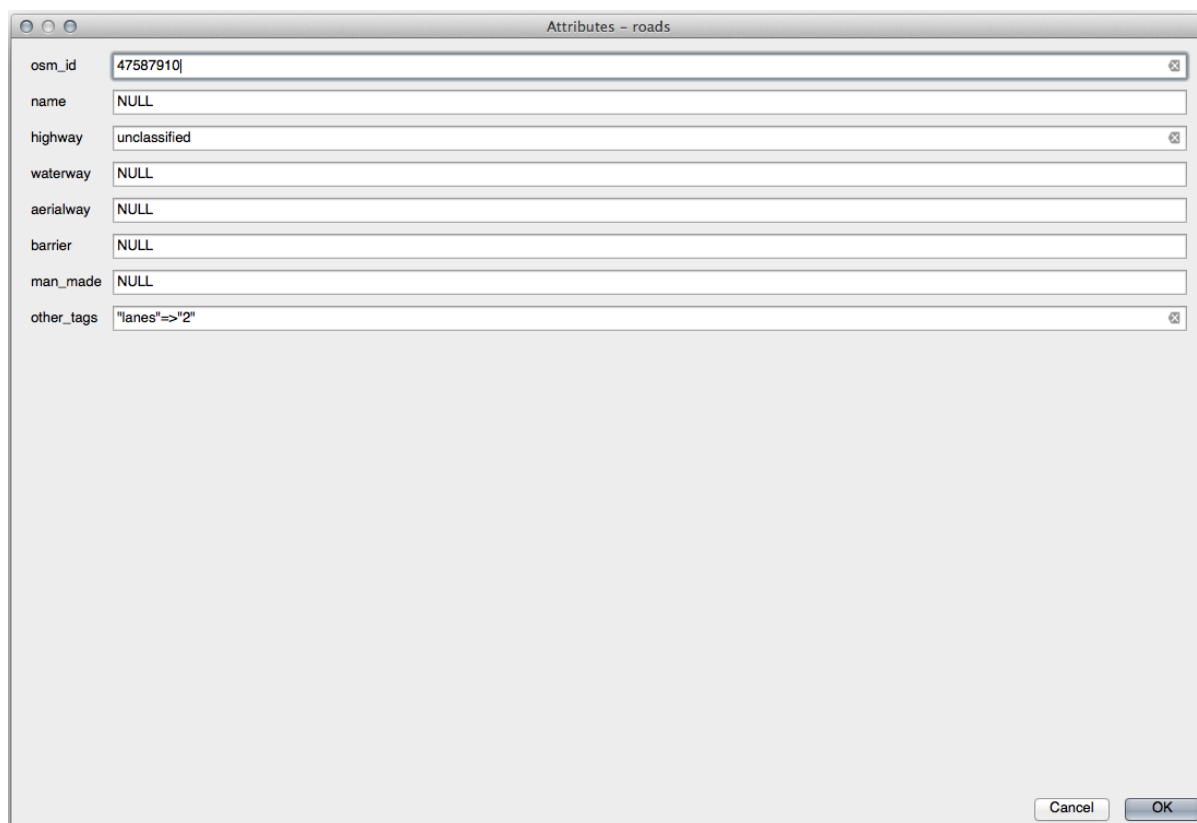 Attributes – roads
osm_id 47587910
name NULL
highway unclassified
waterway NULL
aerialway NULL
barrier NULL
man_made NULL
other_tags "lanes"=>"2"
Cancel OK